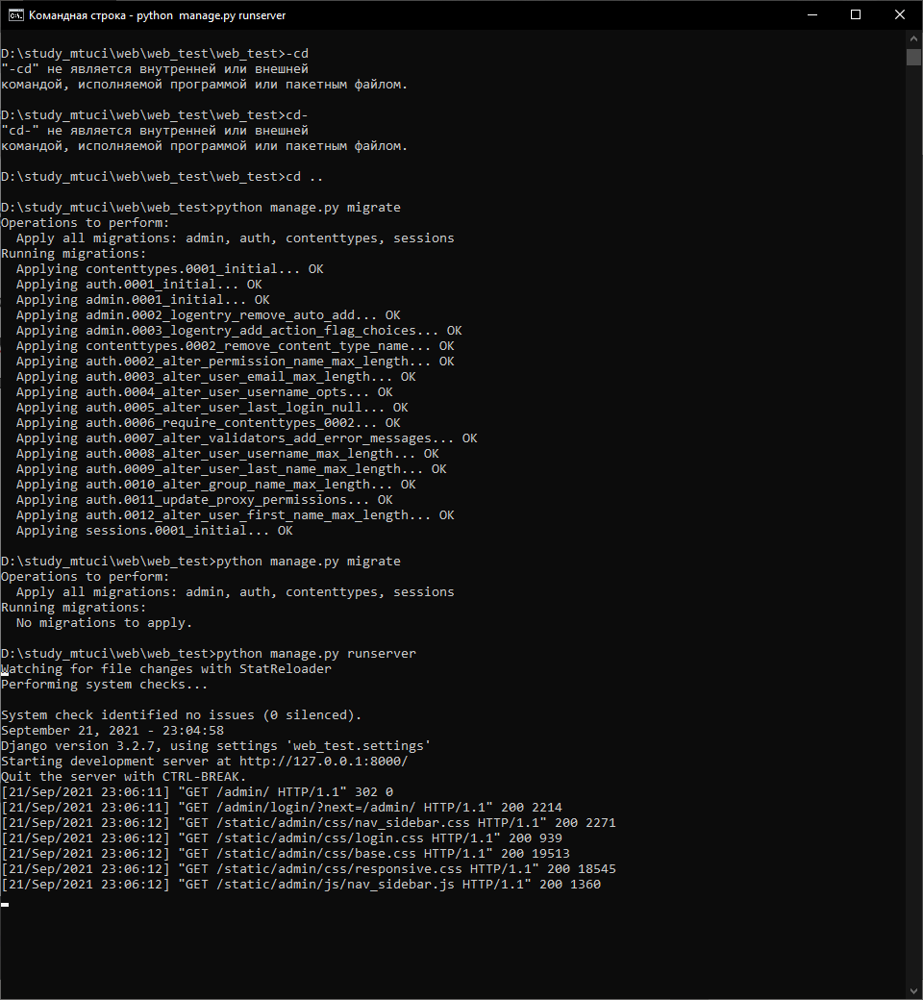 Командная строка - python  manage.py runserver
D:\study_mtuci\web\web_test\web_test>-cd
"-cd" не является внутренней или внешней
командой, исполняемой программой или пакетным файлом.
D:\study_mtuci\web\web_test\web_test>cd-
"cd-" не является внутренней или внешней
командой, исполняемой программой или пакетным файлом.
D:\study_mtuci\web\web_test\web_test>cd ..
D:\study_mtuci\web\web_test>python manage.py migrate
Operations to perform:
  Apply all migrations: admin, auth, contenttypes, sessions
Running migrations:
  Applying contenttypes.0001_initial... OK
  Applying auth.0001_initial... OK
  Applying admin.0001_initial... OK
  Applying admin.0002_logentry_remove_auto_add... OK
  Applying admin.0003_logentry_add_action_flag_choices... OK
  Applying contenttypes.0002_remove_content_type_name... OK
  Applying auth.0002_alter_permission_name_max_length... OK
  Applying auth.0003_alter_user_email_max_length... OK
  Applying auth.0004_alter_user_username_opts... OK
  Applying auth.0005_alter_user_last_login_null... OK
  Applying auth.0006_require_contenttypes_0002... OK
  Applying auth.0007_alter_validators_add_error_messages... OK
  Applying auth.0008_alter_user_username_max_length... OK
  Applying auth.0009_alter_user_last_name_max_length... OK
  Applying auth.0010_alter_group_name_max_length... OK
  Applying auth.0011_update_proxy_permissions... OK
  Applying auth.0012_alter_user_first_name_max_length... OK
  Applying sessions.0001_initial... OK
D:\study_mtuci\web\web_test>python manage.py migrate
Operations to perform:
  Apply all migrations: admin, auth, contenttypes, sessions
Running migrations:
  No migrations to apply.
D:\study_mtuci\web\web_test>python manage.py runserver
Watching for file changes with StatReloader
Performing system checks...
System check identified no issues (0 silenced).
September 21, 2021 - 23:04:58
Django version 3.2.7, using settings 'web_test.settings'
Starting development server at http://127.0.0.1:8000/
Quit the server with CTRL-BREAK.
[21/Sep/2021 23:06:11] "GET /admin/ HTTP/1.1" 302 0
[21/Sep/2021 23:06:11] "GET /admin/login/?next=/admin/ HTTP/1.1" 200 2214
[21/Sep/2021 23:06:12] "GET /static/admin/css/nav_sidebar.css HTTP/1.1" 200 2271
[21/Sep/2021 23:06:12] "GET /static/admin/css/login.css HTTP/1.1" 200 939
[21/Sep/2021 23:06:12] "GET /static/admin/css/base.css HTTP/1.1" 200 19513
[21/Sep/2021 23:06:12] "GET /static/admin/css/responsive.css HTTP/1.1" 200 18545
[21/Sep/2021 23:06:12] "GET /static/admin/js/nav_sidebar.js HTTP/1.1" 200 1360